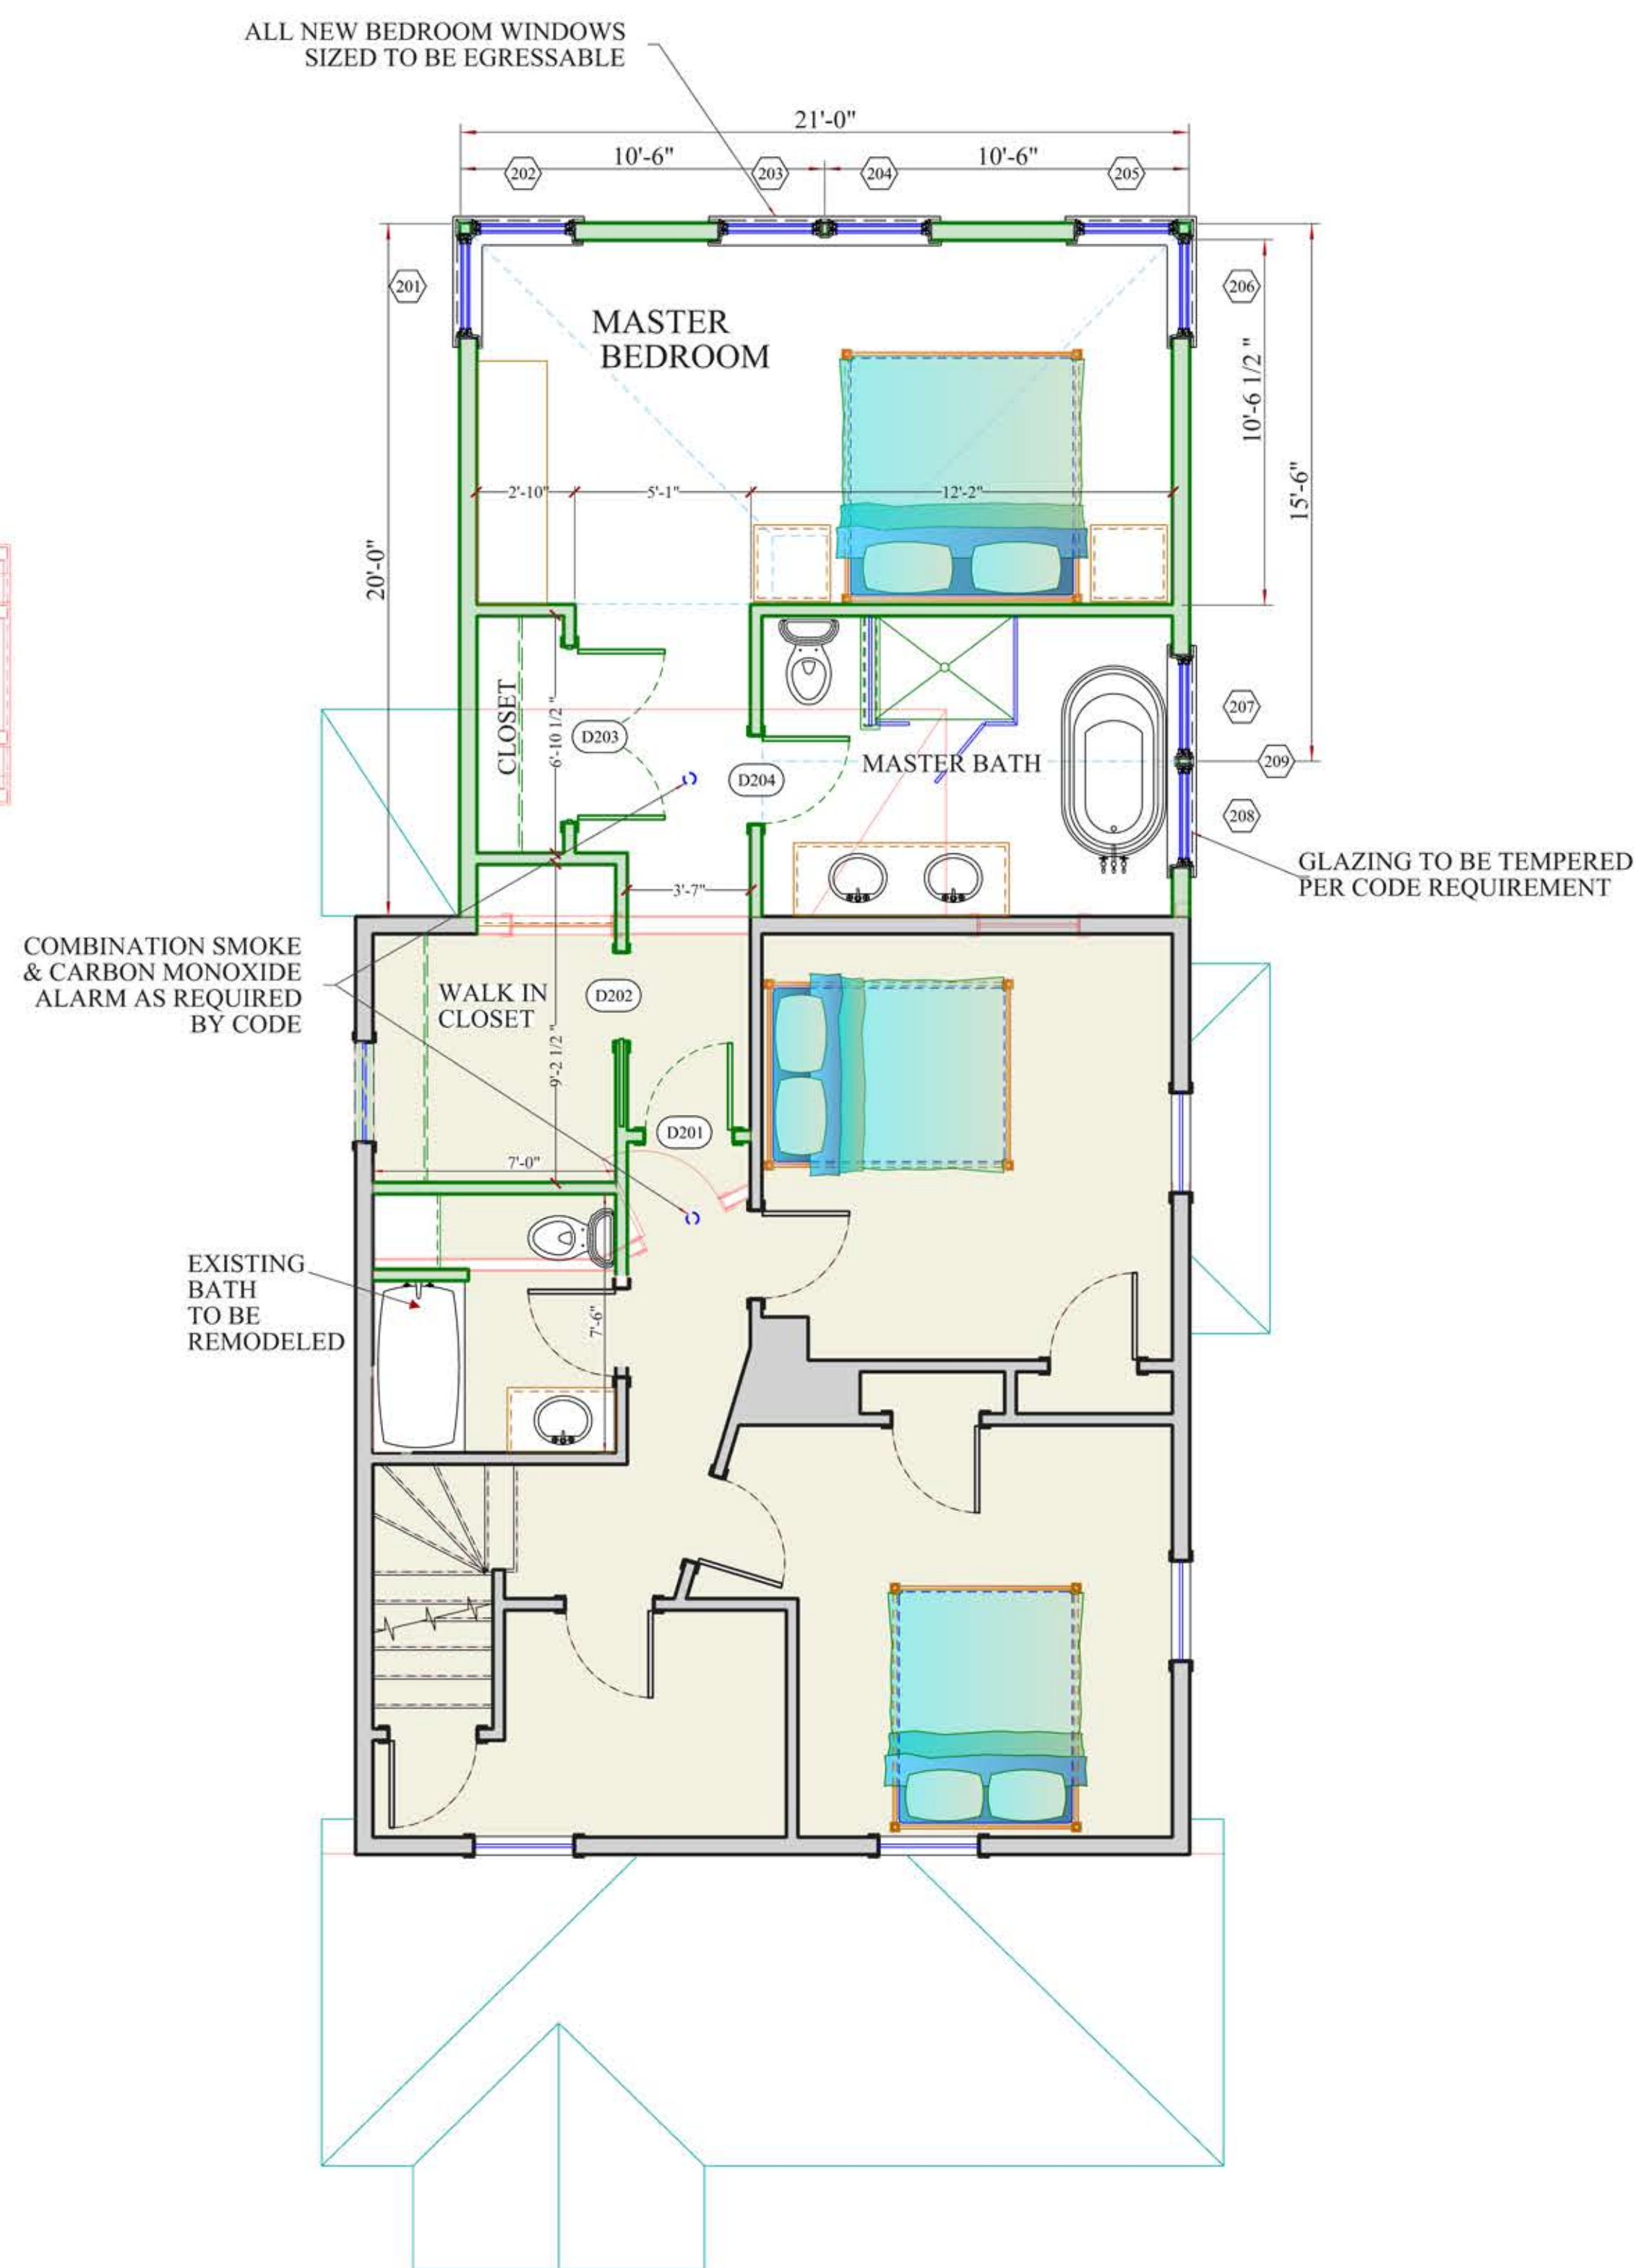 ALL NEW BEDROOM WINDOWS
SIZED TO BE EGRESSABLE
21'-0"
10'-6"
10'-6"
202
203
204
205
201
206
MASTER
BEDROOM
10'-6 1/2 "
15'-6"
20'-0"
2'-10"
5'-1"
12'-2"
CLOSET
6'-10 1/2 "
D203
D204
MASTER BATH
207
209
208
GLAZING TO BE TEMPERED
PER CODE REQUIREMENT
3'-7"
COMBINATION SMOKE
& CARBON MONOXIDE
ALARM AS REQUIRED
BY CODE
WALK IN
CLOSET
D202
9'-2 1/2 "
D201
7'-0"
EXISTING
BATH
TO BE
REMODELED
7'-6"